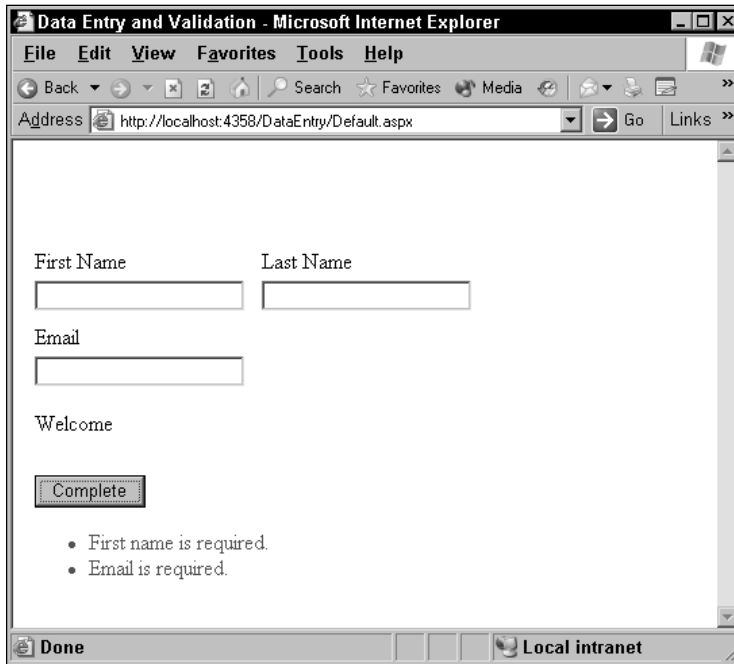 Data Entry and Validation - Microsoft Internet Explorer
File Edit View Favorites Tools Help
Back Search Favorites Media »
Address http://localhost:4358/DataEntry/Default.aspx Go Links »
First Name Last Name
Email
Welcome
Complete
• First name is required.
• Email is required.
Done Local intranet